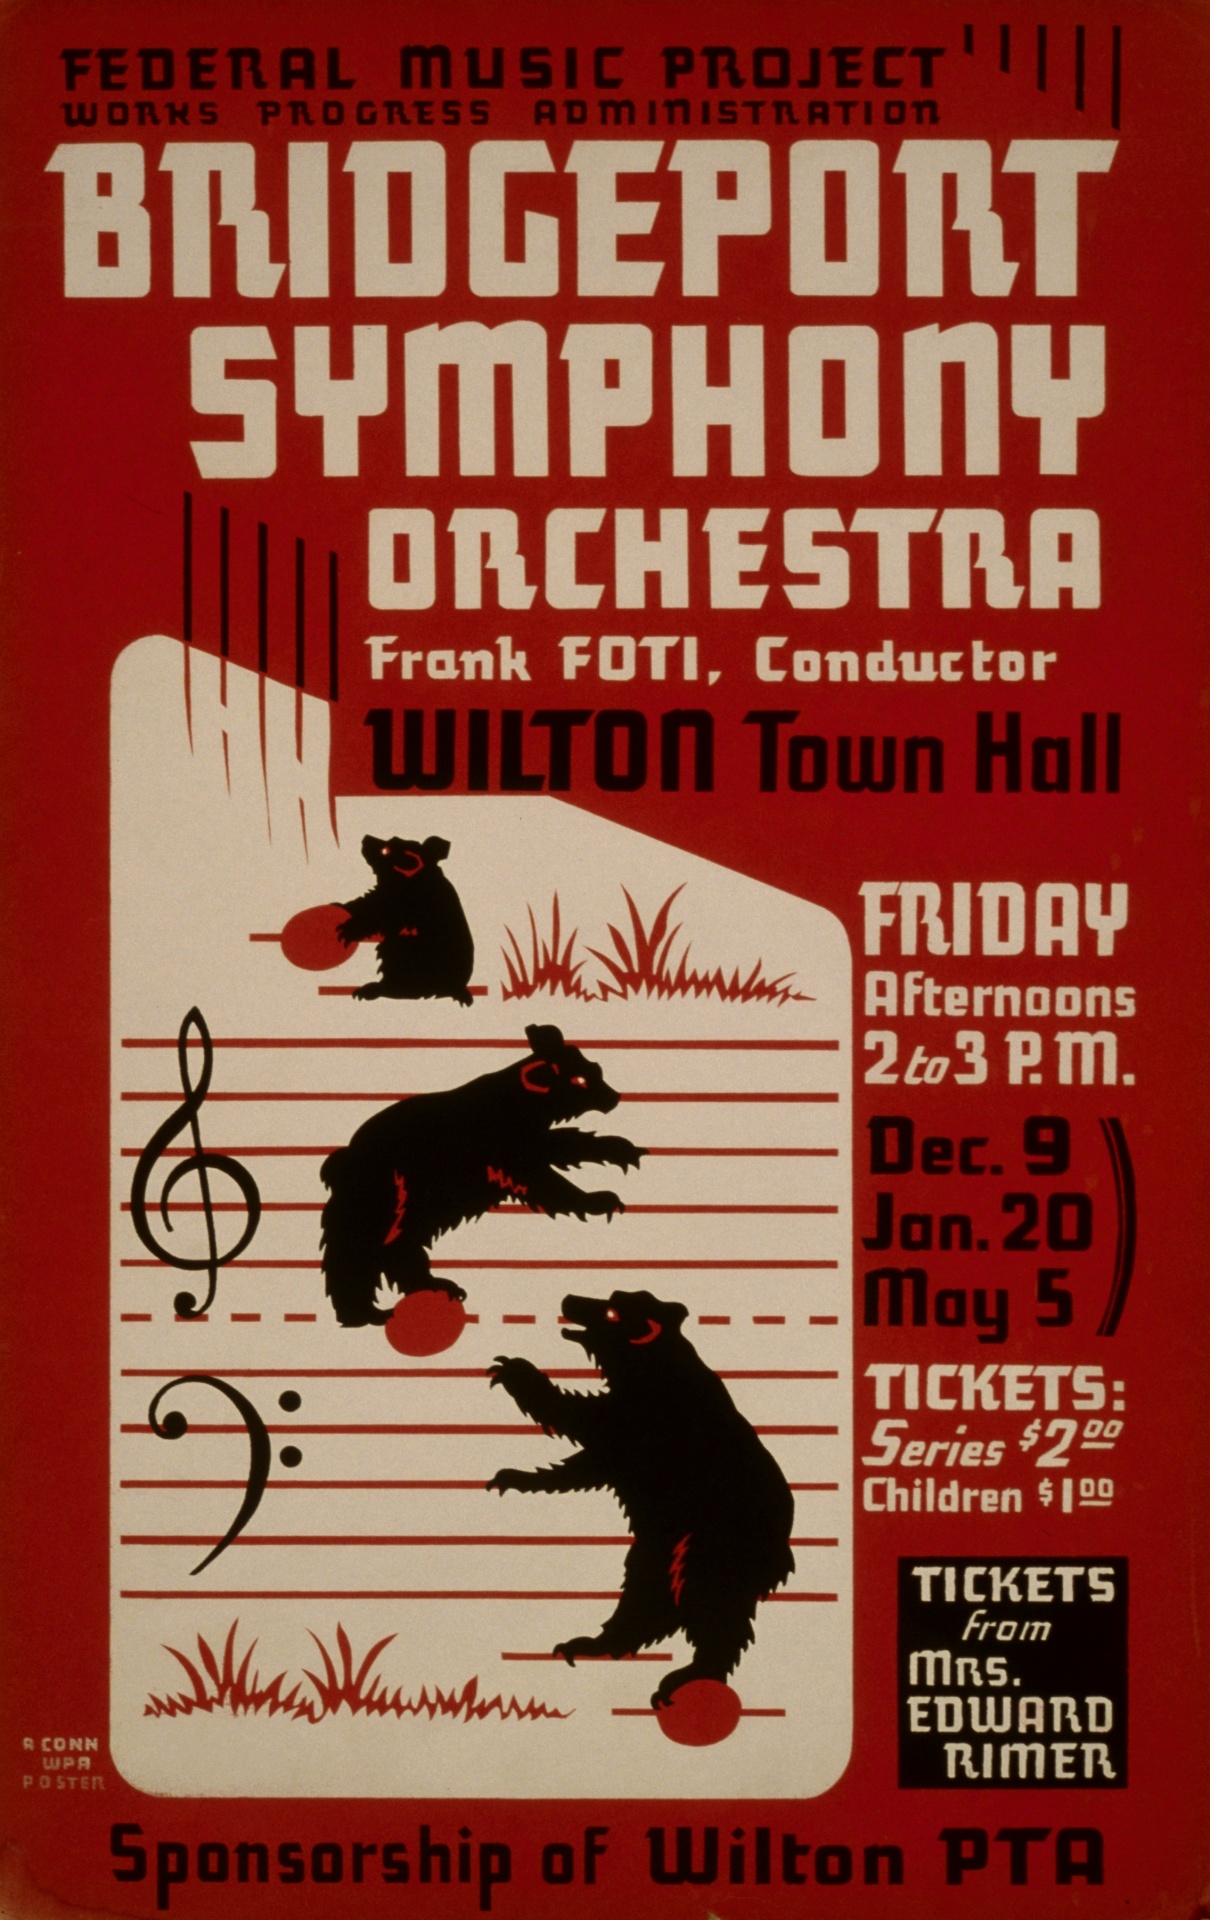 FEDERAL MUSIC PROJECT
WORKS PROGRESS ADMINISTRATION
BRIDGEPORT
SYMPHONY
ORCHESTRA
Frank FOTI, Conductor
WILTON Town Hall
FRIDAY
Afternoons
2 to 3 P.M.
Dec. 9
Jan. 20
May 5
TICKETS:
Series $2.00
Children $1.00
TICKETS
from
MRS.
EDWARD
RIMER
A CONN
WPA
POSTER
Sponsorship of Wilton PTA